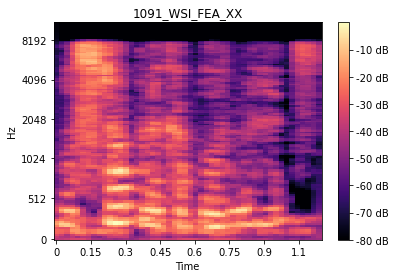 1091_WSI_FEA_XX
8192
4096
2048
1024
512
0
Hz
0
0.15
0.3
0.45
0.6
0.75
0.9
1.1
Time
-10 dB
-20 dB
-30 dB
-40 dB
-50 dB
-60 dB
-70 dB
-80 dB